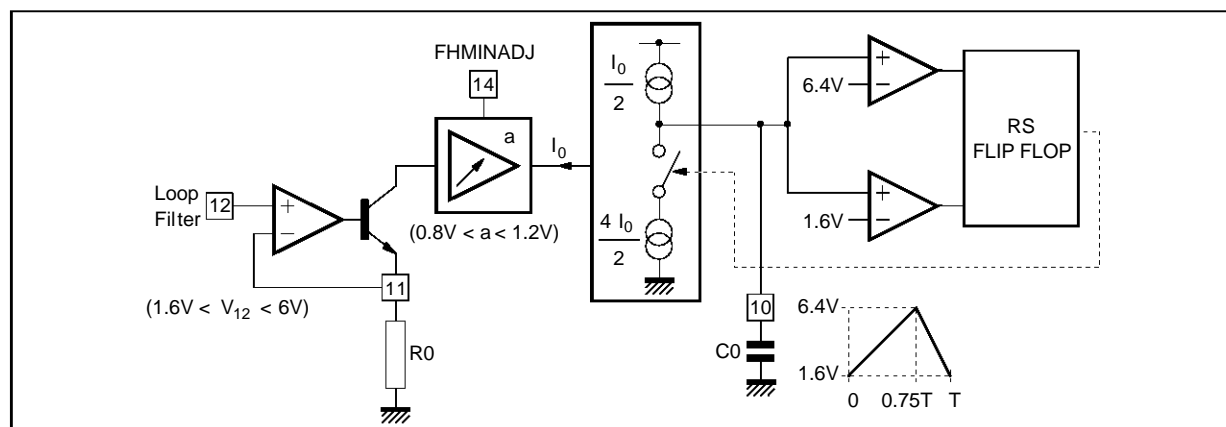 FHMINADJ
14
a
I0
I0
2
6.4V
+
−
RS
FLIP FLOP
Loop
Filter
12
+
−
(0.8V < a < 1.2V)
4 I0
2
1.6V
+
−
(1.6V < V12 < 6V)
11
R0
10
C0
6.4V
1.6V
0 0.75T T